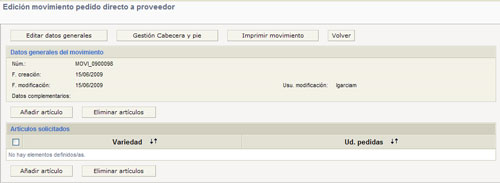 Edición movimiento pedido directo a proveedor
Editar datos generales Gestión Cabecera y pie Imprimir movimiento Volver
Datos generales del movimiento
Núm.: MOVI_0900098
F. creación: 15/06/2009
F. modificación: 15/06/2009 Usu. modificación: lgarciam
Datos complementarios:
Añadir artículo Eliminar artículos
Artículos solicitados
Variedad Ud. pedidas
No hay elementos definidos/as.
Añadir artículo Eliminar artículos